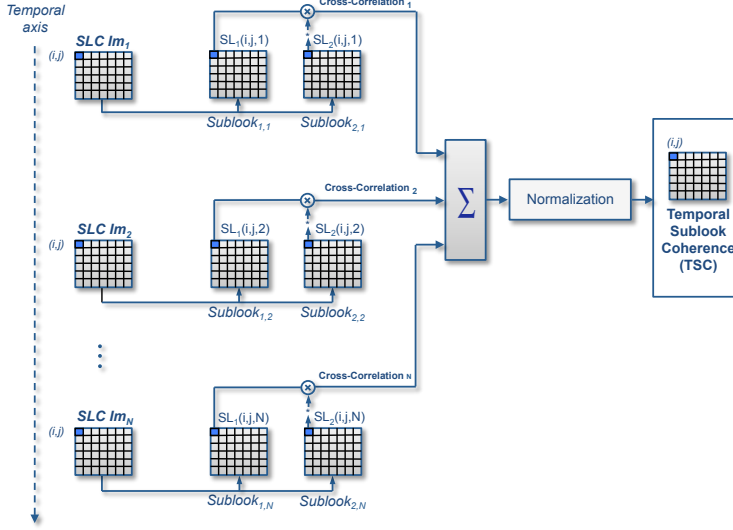 Temporal
axis
Cross-Correlation 1
(i,j)
SLC Im1
SL1(i,j,1)
SL2(i,j,1)
*
Sublook1,1
Sublook2,1
Cross-Correlation 2
(i,j)
SLC Im2
SL1(i,j,2)
SL2(i,j,2)
*
Sublook1,2
Sublook2,2
∑
Normalization
(i,j)
Temporal
Sublook
Coherence
(TSC)
Cross-Correlation N
(i,j)
SLC ImN
SL1(i,j,N)
SL2(i,j,N)
*
Sublook1,N
Sublook2,N